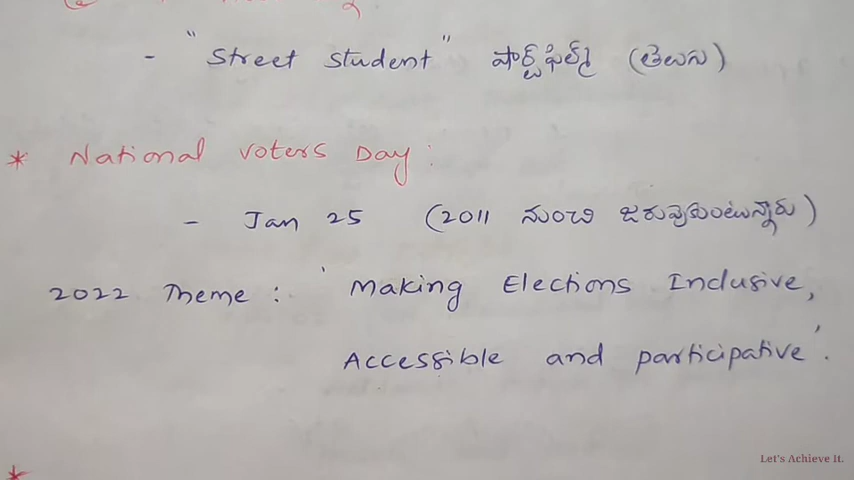 - "Street Student" షార్ట్ ఫిల్మ్ (తెలుగు)
* National Voters Day :
- Jan 25 (2011 నుంచి జరుపుకుంటున్నారు)
2022 Theme : 'Making Elections Inclusive,
Accessible and participative'.
*
Let's Achieve It.